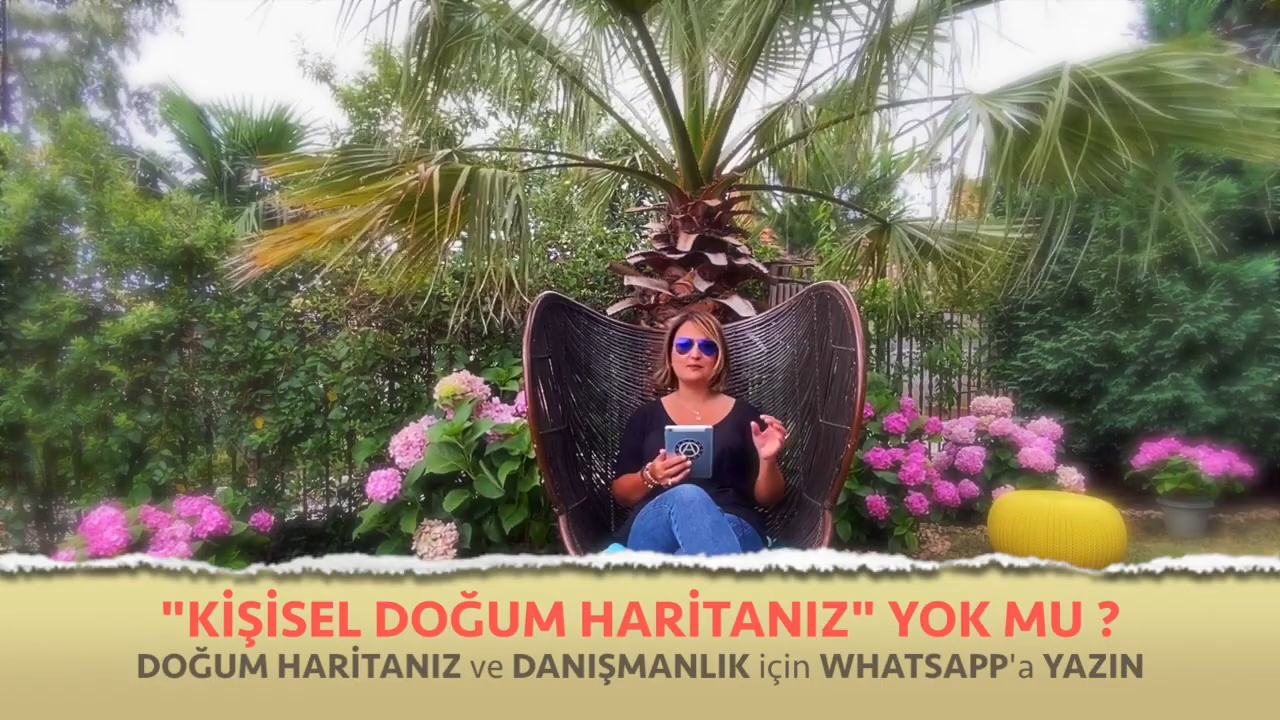 "KİŞİSEL DOĞUM HARİTANIZ" YOK MU ?
DOĞUM HARİTANIZ ve DANIŞMANLIK için WHATSAPP'a YAZIN